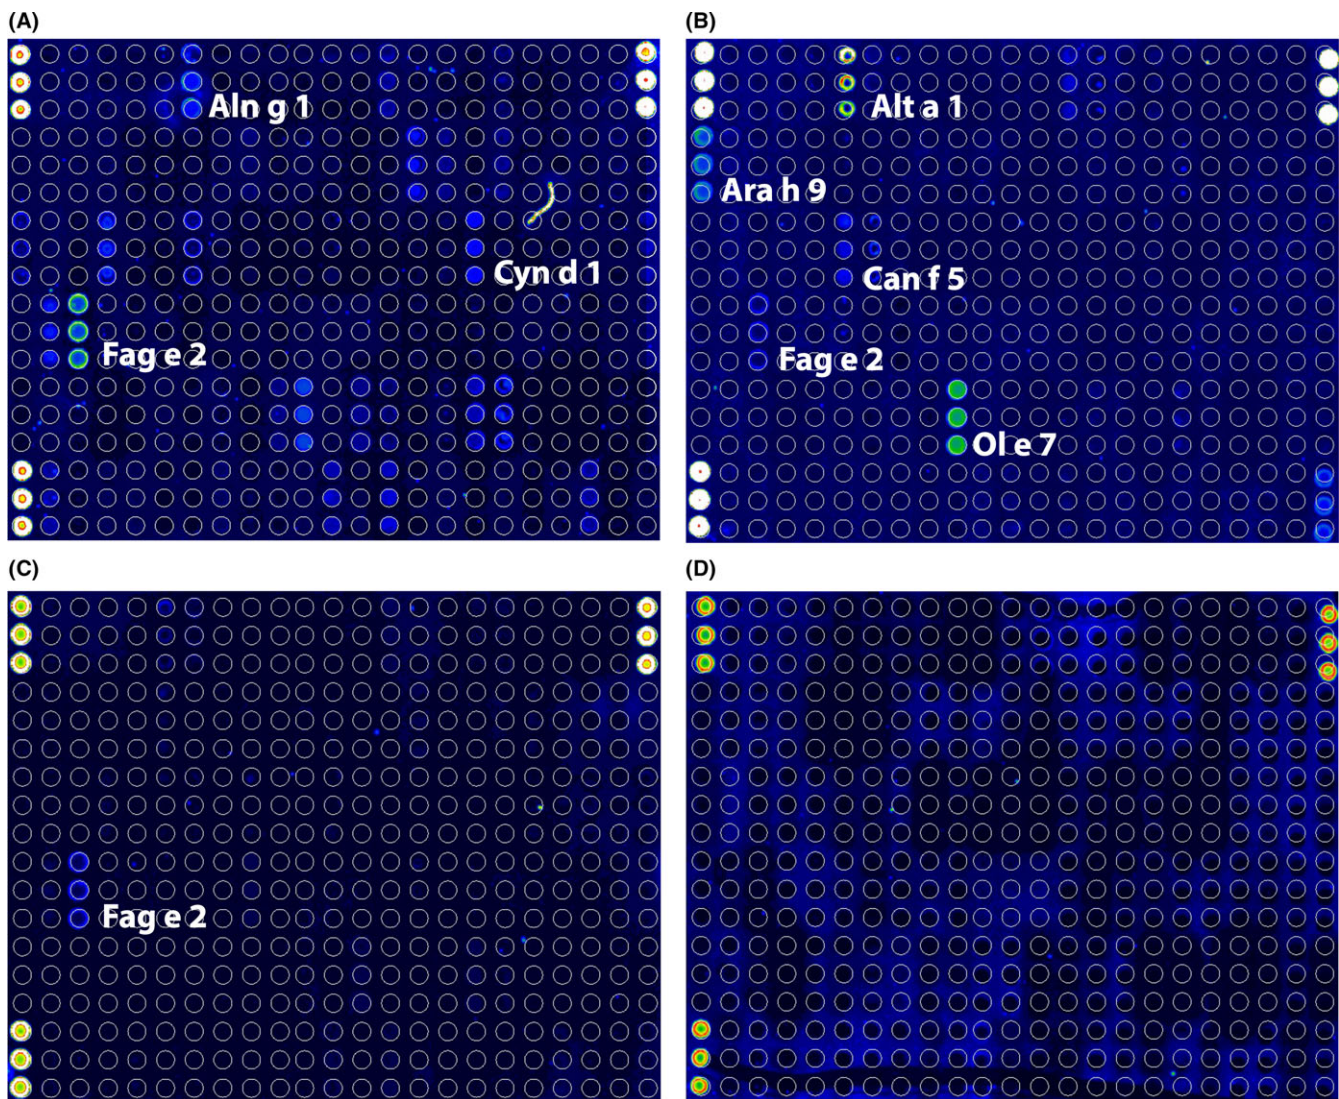 (A)
(B)
Aln g 1
Alt a 1
Ara h 9
Cyn d 1
Can f 5
Fag e 2
Fag e 2
Ol e 7
(C)
(D)
Fag e 2